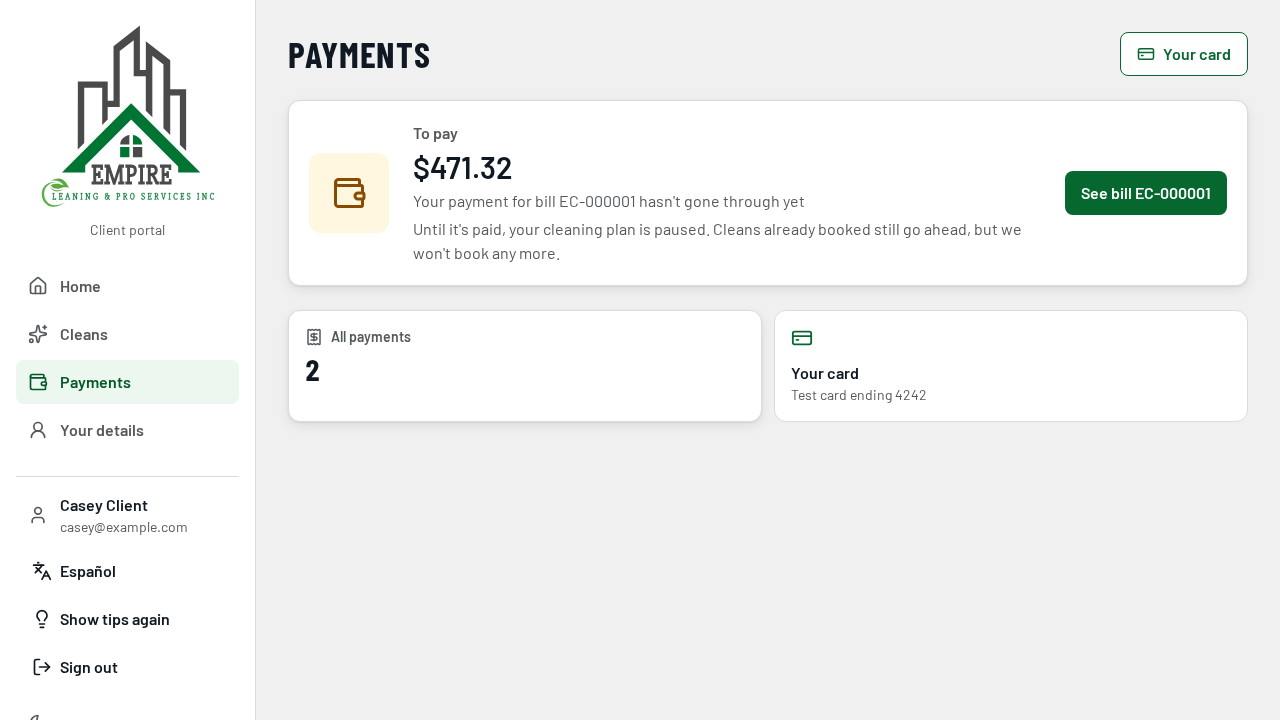 EMPIRE
CLEANING & PRO SERVICES INC
Client portal
Home
Cleans
Payments
Your details
Casey Client
casey@example.com
Español
Show tips again
Sign out
PAYMENTS
Your card
To pay
$471.32
Your payment for bill EC-000001 hasn't gone through yet
Until it's paid, your cleaning plan is paused. Cleans already booked still go ahead, but we
won't book any more.
See bill EC-000001
All payments
2
Your card
Test card ending 4242